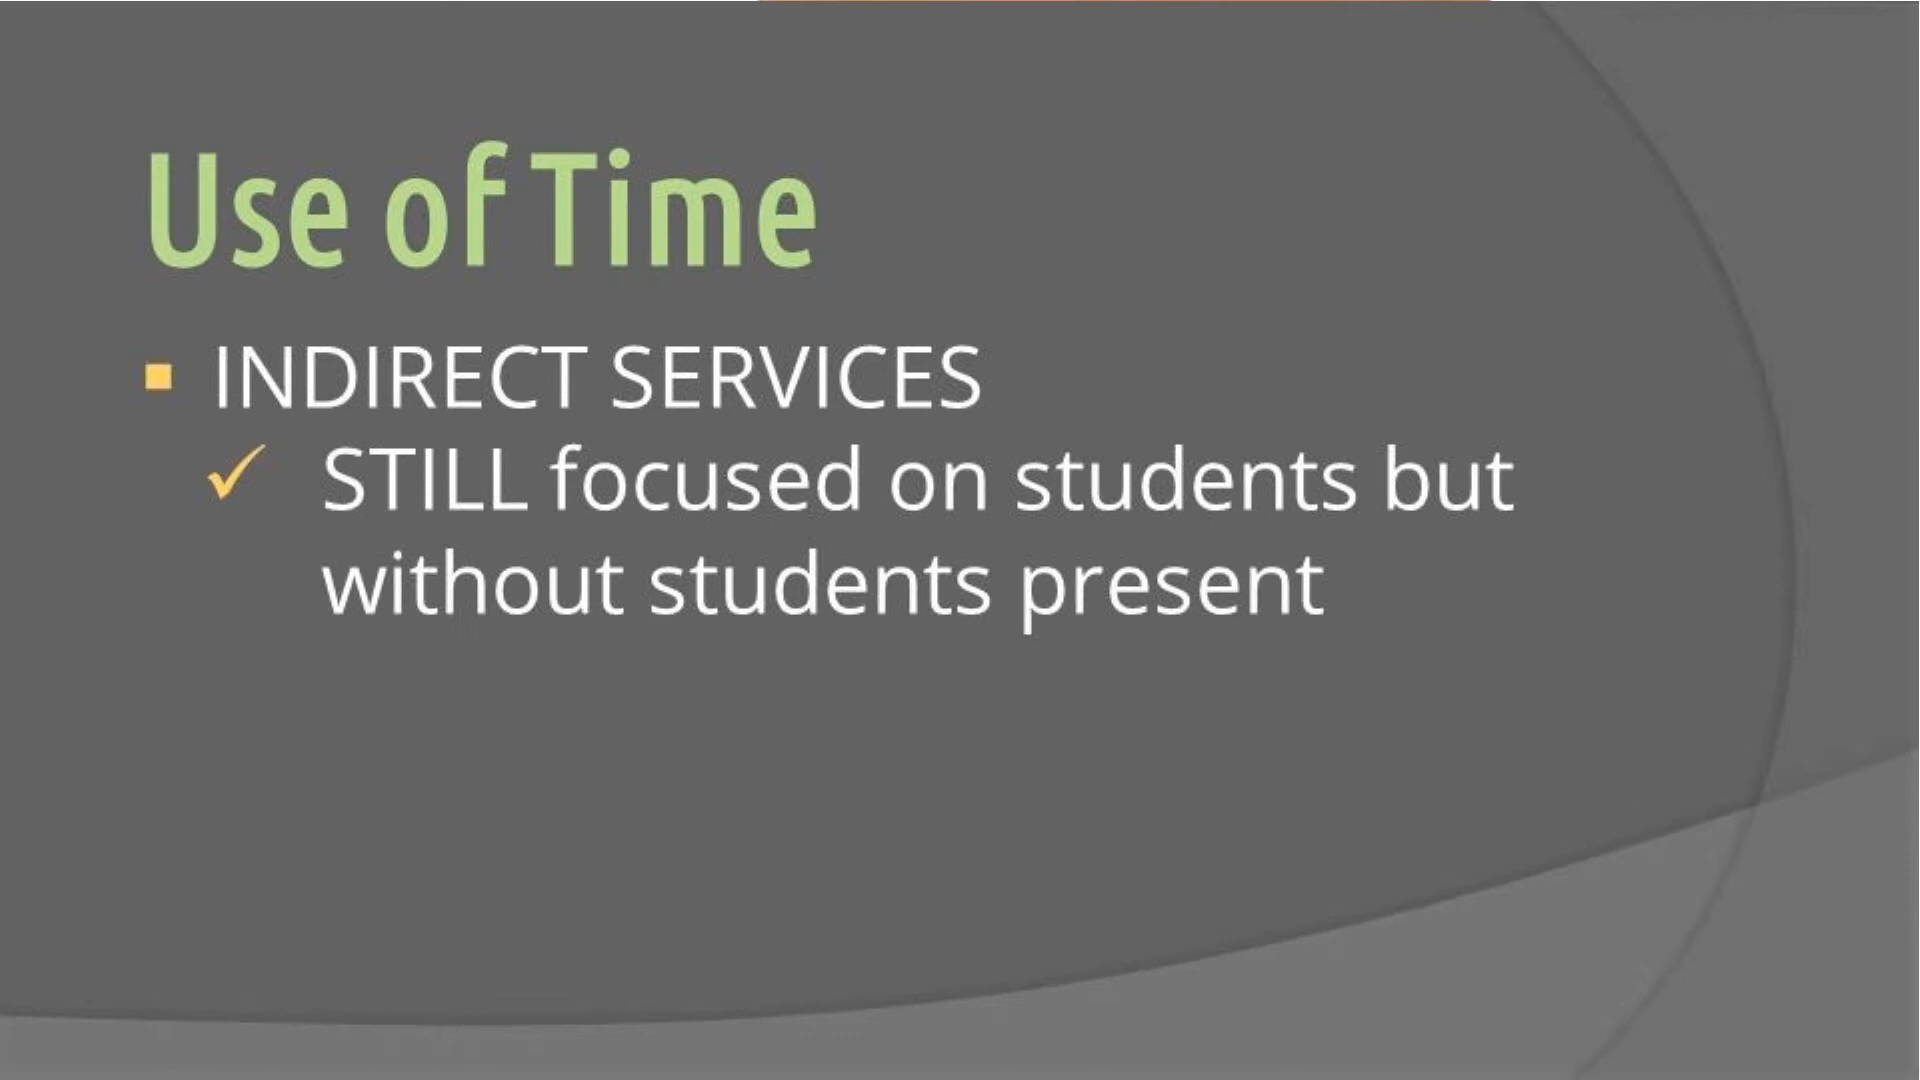 Use of Time
INDIRECT SERVICES
STILL focused on students but
without students present